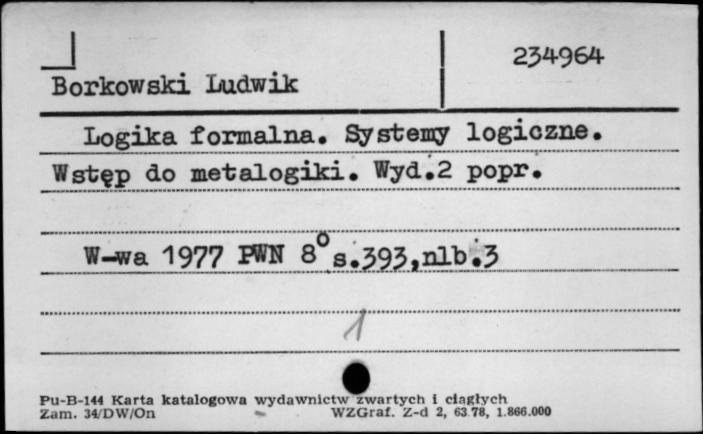 234964
Borkowski Ludwik
Logika formalna. Systemy logiczne.
Wstęp do metalogiki. Wyd.2 popr.
W-wa 1977 PWN 8° s.393,nlb.3
1
Pu-B-144 Karta katalogowa wydawnictw zwartych i ciągłych
Zam. 34/DW/On WZGraf. Z-d 2, 63.78, 1.866.000